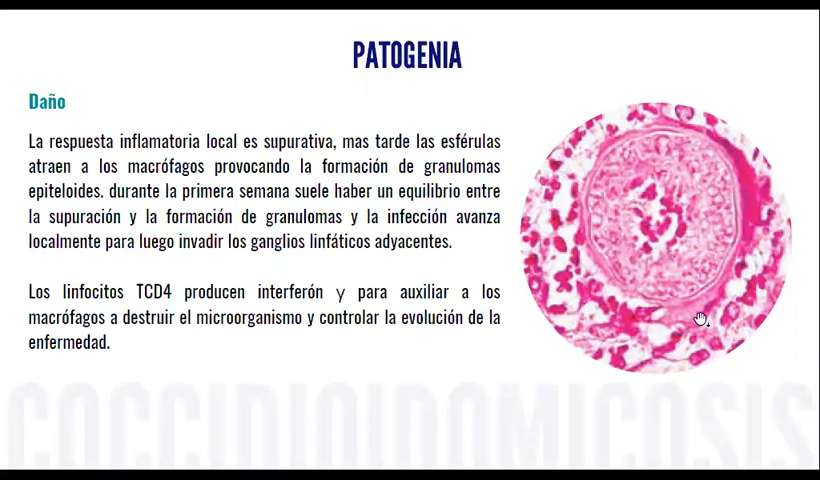 PATOGENIA
Daño
La respuesta inflamatoria local es supurativa, mas tarde las esférulas
atraen a los macrófagos provocando la formación de granulomas
epiteloides. durante la primera semana suele haber un equilibrio entre
la supuración y la formación de granulomas y la infección avanza
localmente para luego invadir los ganglios linfáticos adyacentes.
Los linfocitos TCD4 producen interferón γ para auxiliar a los
macrófagos a destruir el microorganismo y controlar la evolución de la
enfermedad.
COCCIDIOIDOMICOSIS